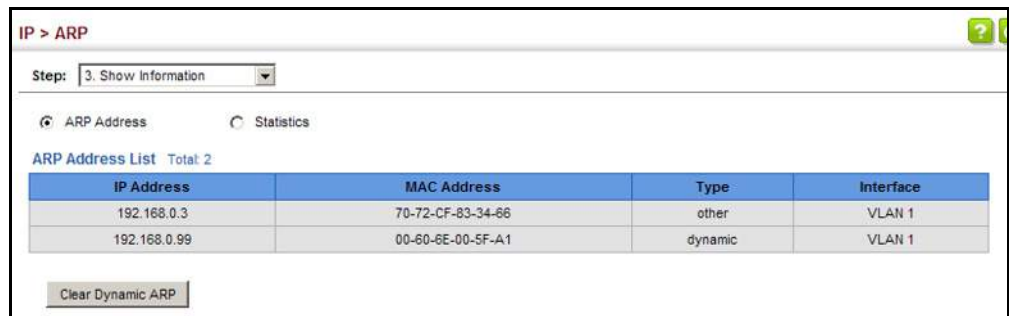 IP > ARP
?
Step: 3. Show Information
ARP Address Statistics
ARP Address List Total: 2
IP Address MAC Address Type Interface
192.168.0.3 70-72-CF-83-34-66 other VLAN 1
192.168.0.99 00-60-6E-00-5F-A1 dynamic VLAN 1
Clear Dynamic ARP